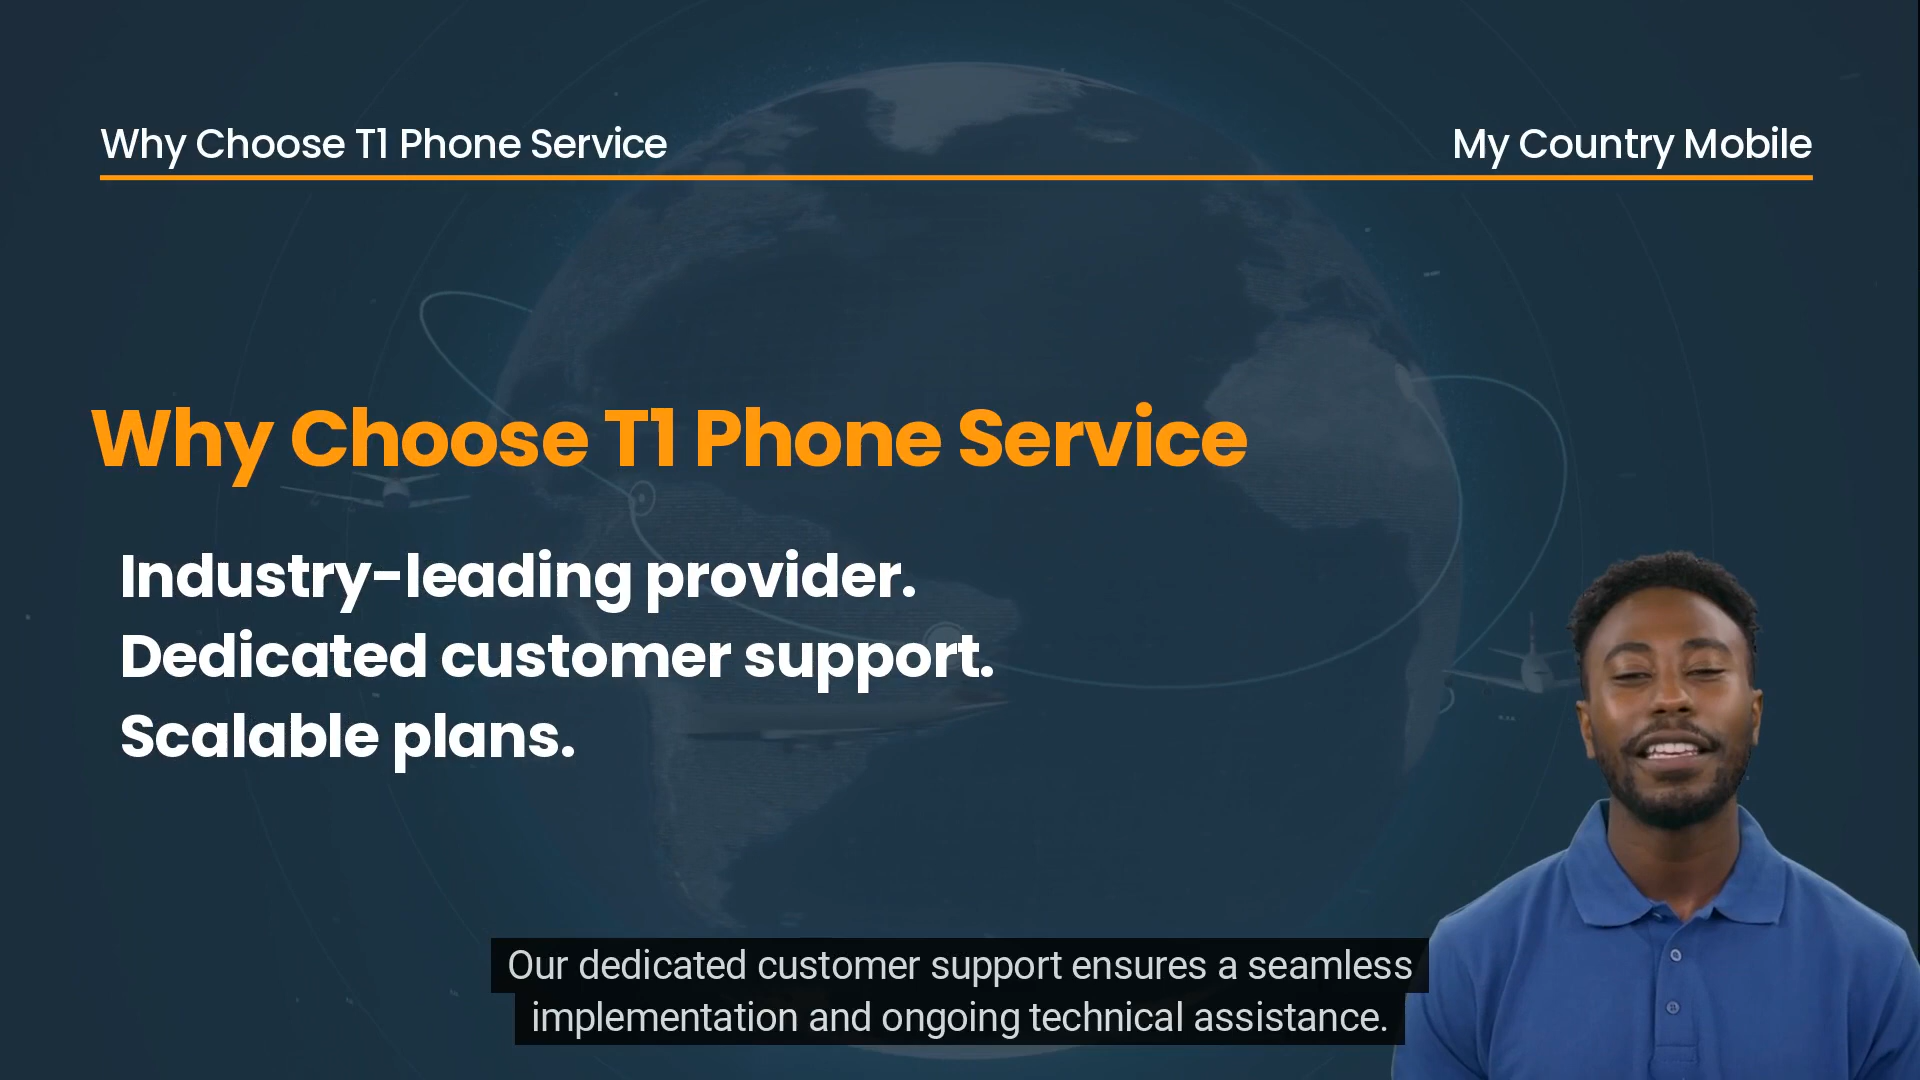 Why Choose T1 Phone Service
My Country Mobile
Why Choose T1 Phone Service
Industry-leading provider.
Dedicated customer support.
Scalable plans.
Our dedicated customer support ensures a seamless
implementation and ongoing technical assistance.